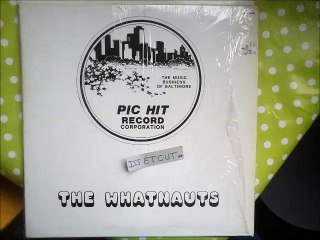 THE MUSIC
BUSINESS
OF BALTIMORE
PIC HIT
RECORD
CORPORATION
DJ ETCUT
THE WHATNAUTS